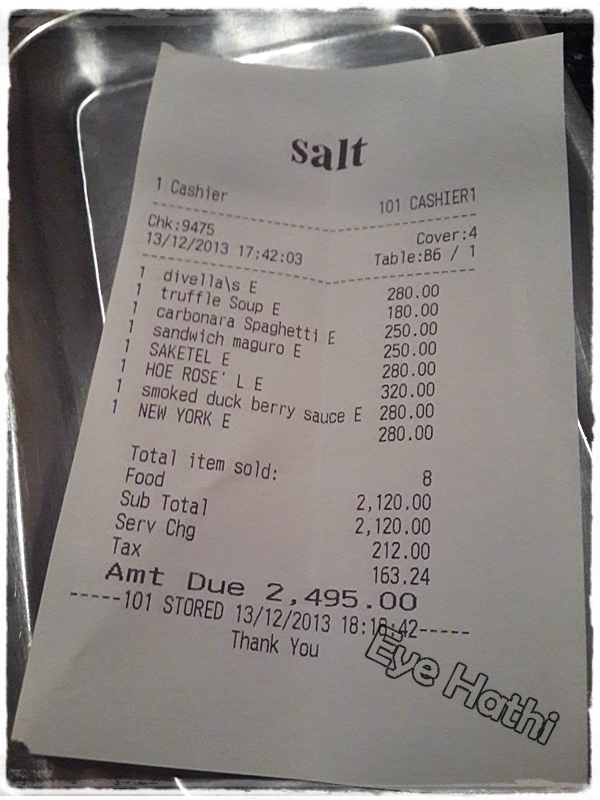 salt
1 Cashier 101 CASHIER1
Chk:9475 Cover:4
13/12/2013 17:42:03 Table:B6 / 1
1 divella\s E 280.00
1 truffle Soup E 180.00
1 carbonara Spaghetti E 250.00
1 sandwich maguro E 250.00
1 SAKETEL E 280.00
1 HOE ROSE' L E 320.00
1 smoked duck berry sauce E 280.00
1 NEW YORK E 280.00
Total item sold: 8
Food 2,120.00
Sub Total 2,120.00
Serv Chg 212.00
Tax 163.24
Amt Due 2,495.00
-----101 STORED 13/12/2013 18:18:42-----
Thank You
Eye Hathi